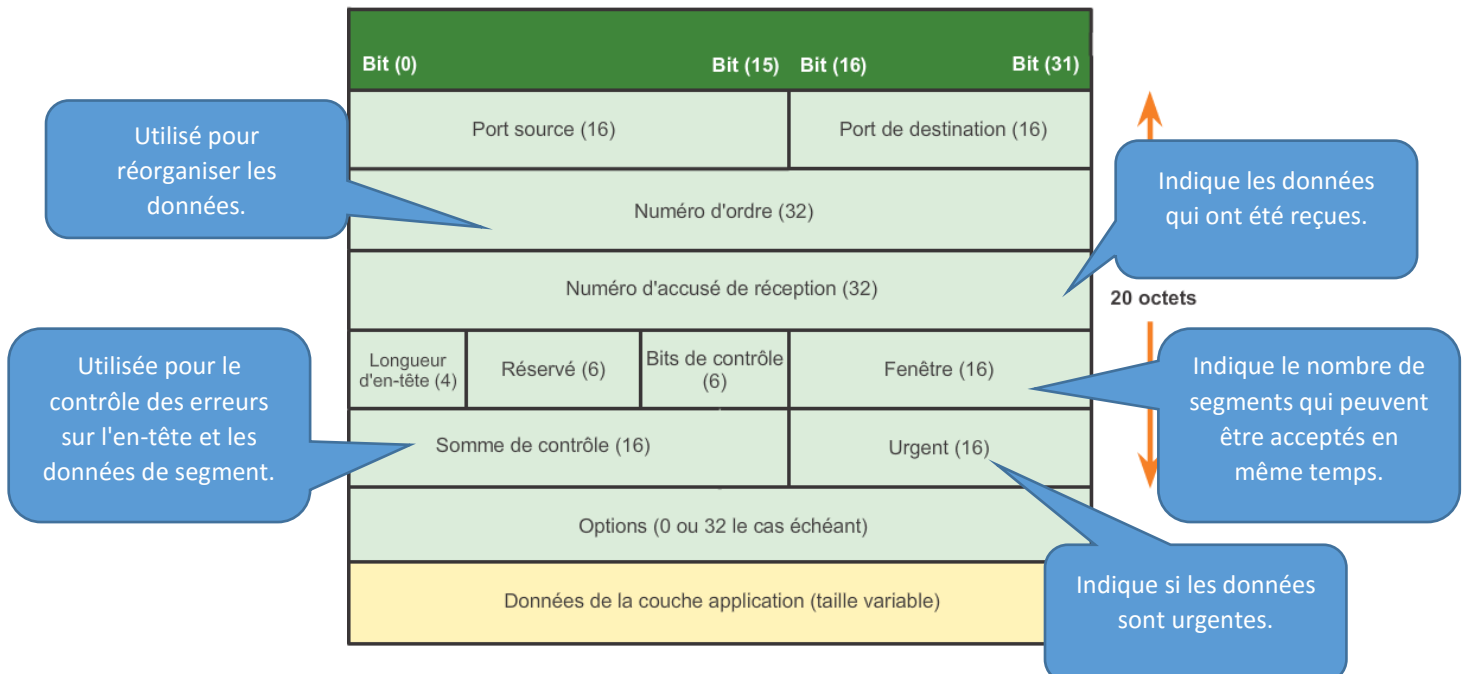 Bit (0) Bit (15) Bit (16) Bit (31)
Port source (16) Port de destination (16)
Utilisé pour
réorganiser les
données.
Numéro d'ordre (32)
Indique les données
qui ont été reçues.
Numéro d'accusé de réception (32)
20 octets
Longueur
d'en-tête (4)
Réservé (6)
Bits de contrôle
(6)
Fenêtre (16)
Utilisée pour le
contrôle des erreurs
sur l'en-tête et les
données de segment.
Indique le nombre de
segments qui peuvent
être acceptés en
même temps.
Somme de contrôle (16) Urgent (16)
Options (0 ou 32 le cas échéant)
Données de la couche application (taille variable)
Indique si les données
sont urgentes.